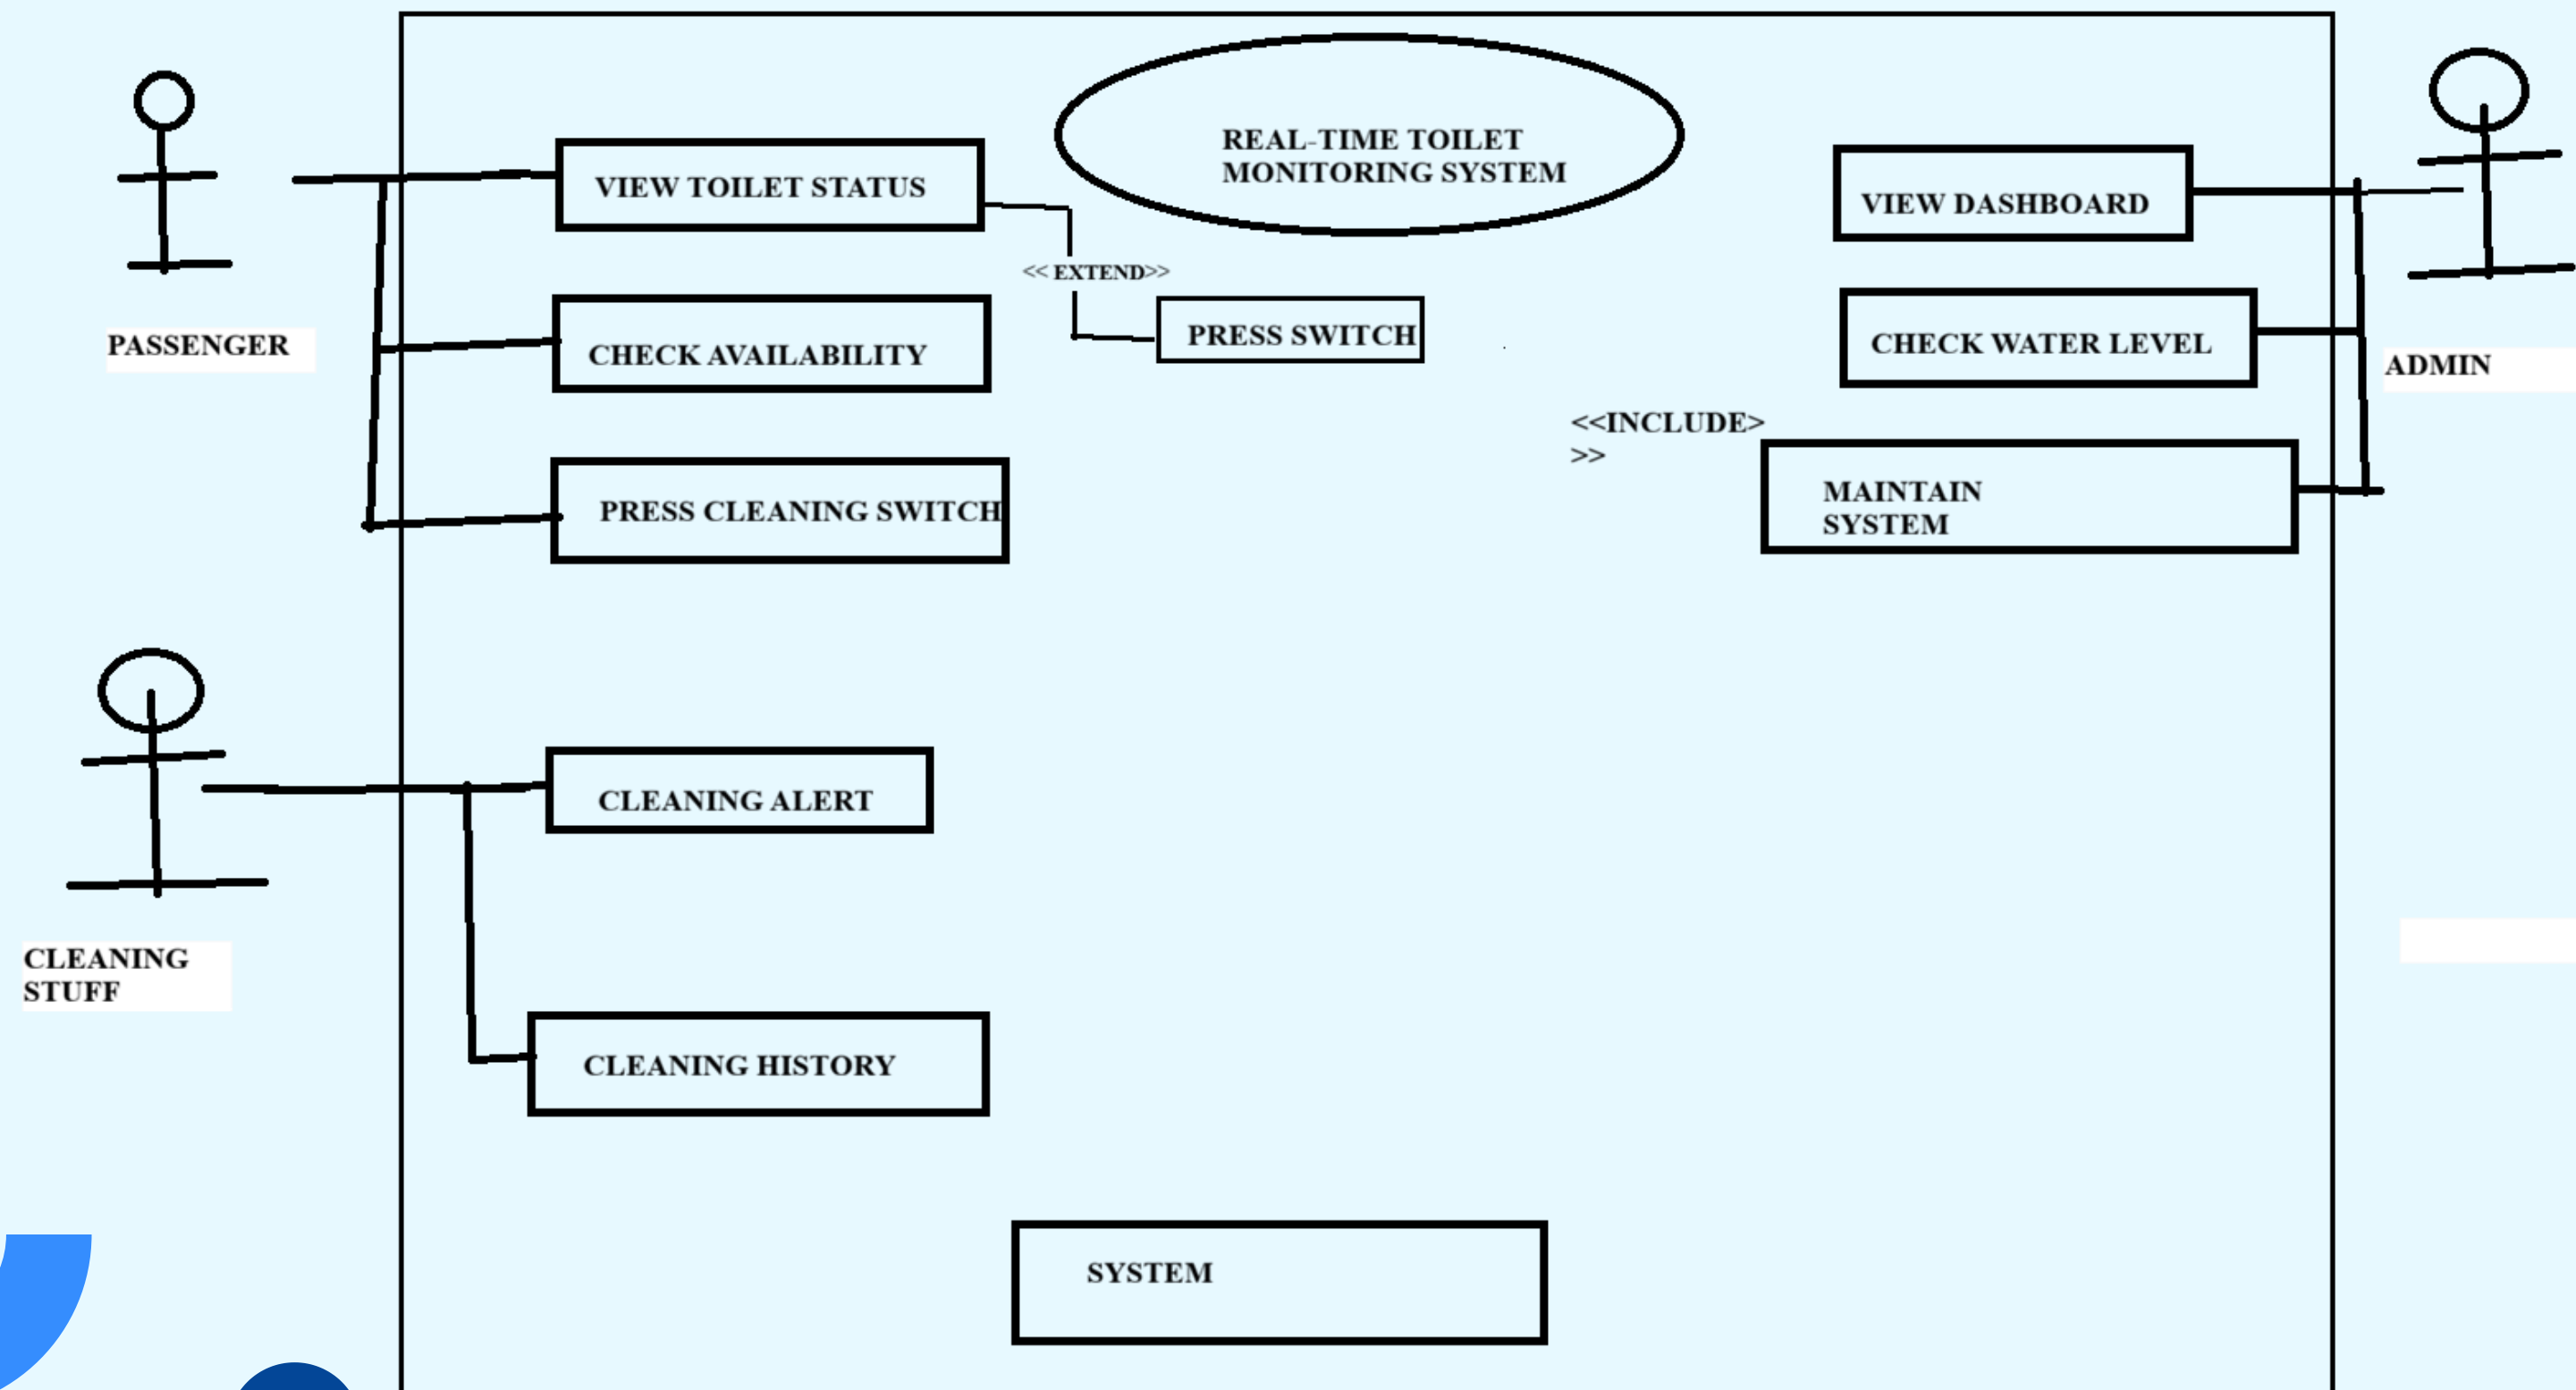 REAL-TIME TOILET
MONITORING SYSTEM
VIEW TOILET STATUS
VIEW DASHBOARD
<< EXTEND>>
PRESS SWITCH
PASSENGER
CHECK AVAILABILITY
CHECK WATER LEVEL
ADMIN
<<INCLUDE>
>>
PRESS CLEANING SWITCH
MAINTAIN
SYSTEM
CLEANING ALERT
CLEANING
STUFF
CLEANING HISTORY
SYSTEM